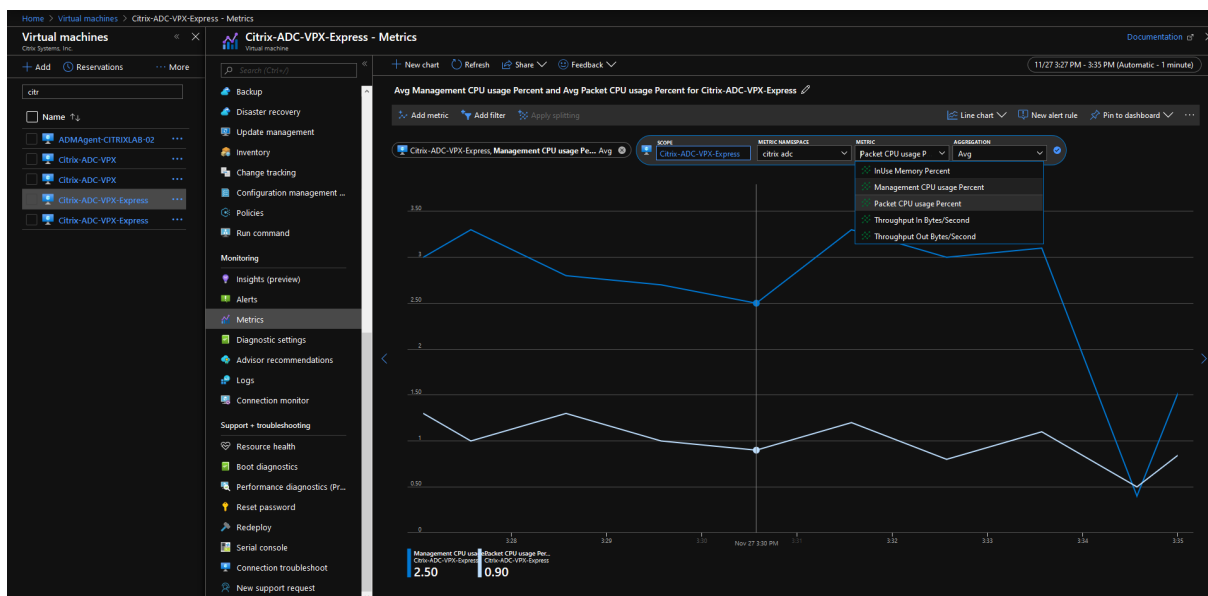 Home > Virtual machines > Citrix-ADC-VPX-Express - Metrics
Virtual machines
Citrix Systems, Inc.
Add Reservations More
citr
Name
ADMAgent-CITRIXLAB-02
Citrix-ADC-VPX
Citrix-ADC-VPX
Citrix-ADC-VPX-Express
Citrix-ADC-VPX-Express
Citrix-ADC-VPX-Express - Metrics
Virtual machine
Documentation
Search (Ctrl+/)
Backup
Disaster recovery
Update management
Inventory
Change tracking
Configuration management ...
Policies
Run command
Monitoring
Insights (preview)
Alerts
Metrics
Diagnostic settings
Advisor recommendations
Logs
Connection monitor
Support + troubleshooting
Resource health
Boot diagnostics
Performance diagnostics (Pr...
Reset password
Redeploy
Serial console
Connection troubleshoot
New support request
New chart Refresh Share Feedback
11/27 3:27 PM - 3:35 PM (Automatic - 1 minute)
Avg Management CPU usage Percent and Avg Packet CPU usage Percent for Citrix-ADC-VPX-Express
Add metric Add filter Apply splitting Line chart New alert rule Pin to dashboard ...
Citrix-ADC-VPX-Express, Management CPU usage Pe... Avg
SCOPE METRIC NAMESPACE METRIC AGGREGATION
Citrix-ADC-VPX-Express citrix adc Packet CPU usage P Avg
InUse Memory Percent
Management CPU usage Percent
Packet CPU usage Percent
Throughput In Bytes/Second
Throughput Out Bytes/Second
3.50
3
2.50
2
1.50
1
0.50
0
3:28 3:29 3:30 Nov 27 3:30 PM 3:31 3:32 3:33 3:34 3:35
Management CPU usage Packet CPU usage Per...
Citrix-ADC-VPX-Express Citrix-ADC-VPX-Express
2.50 0.90